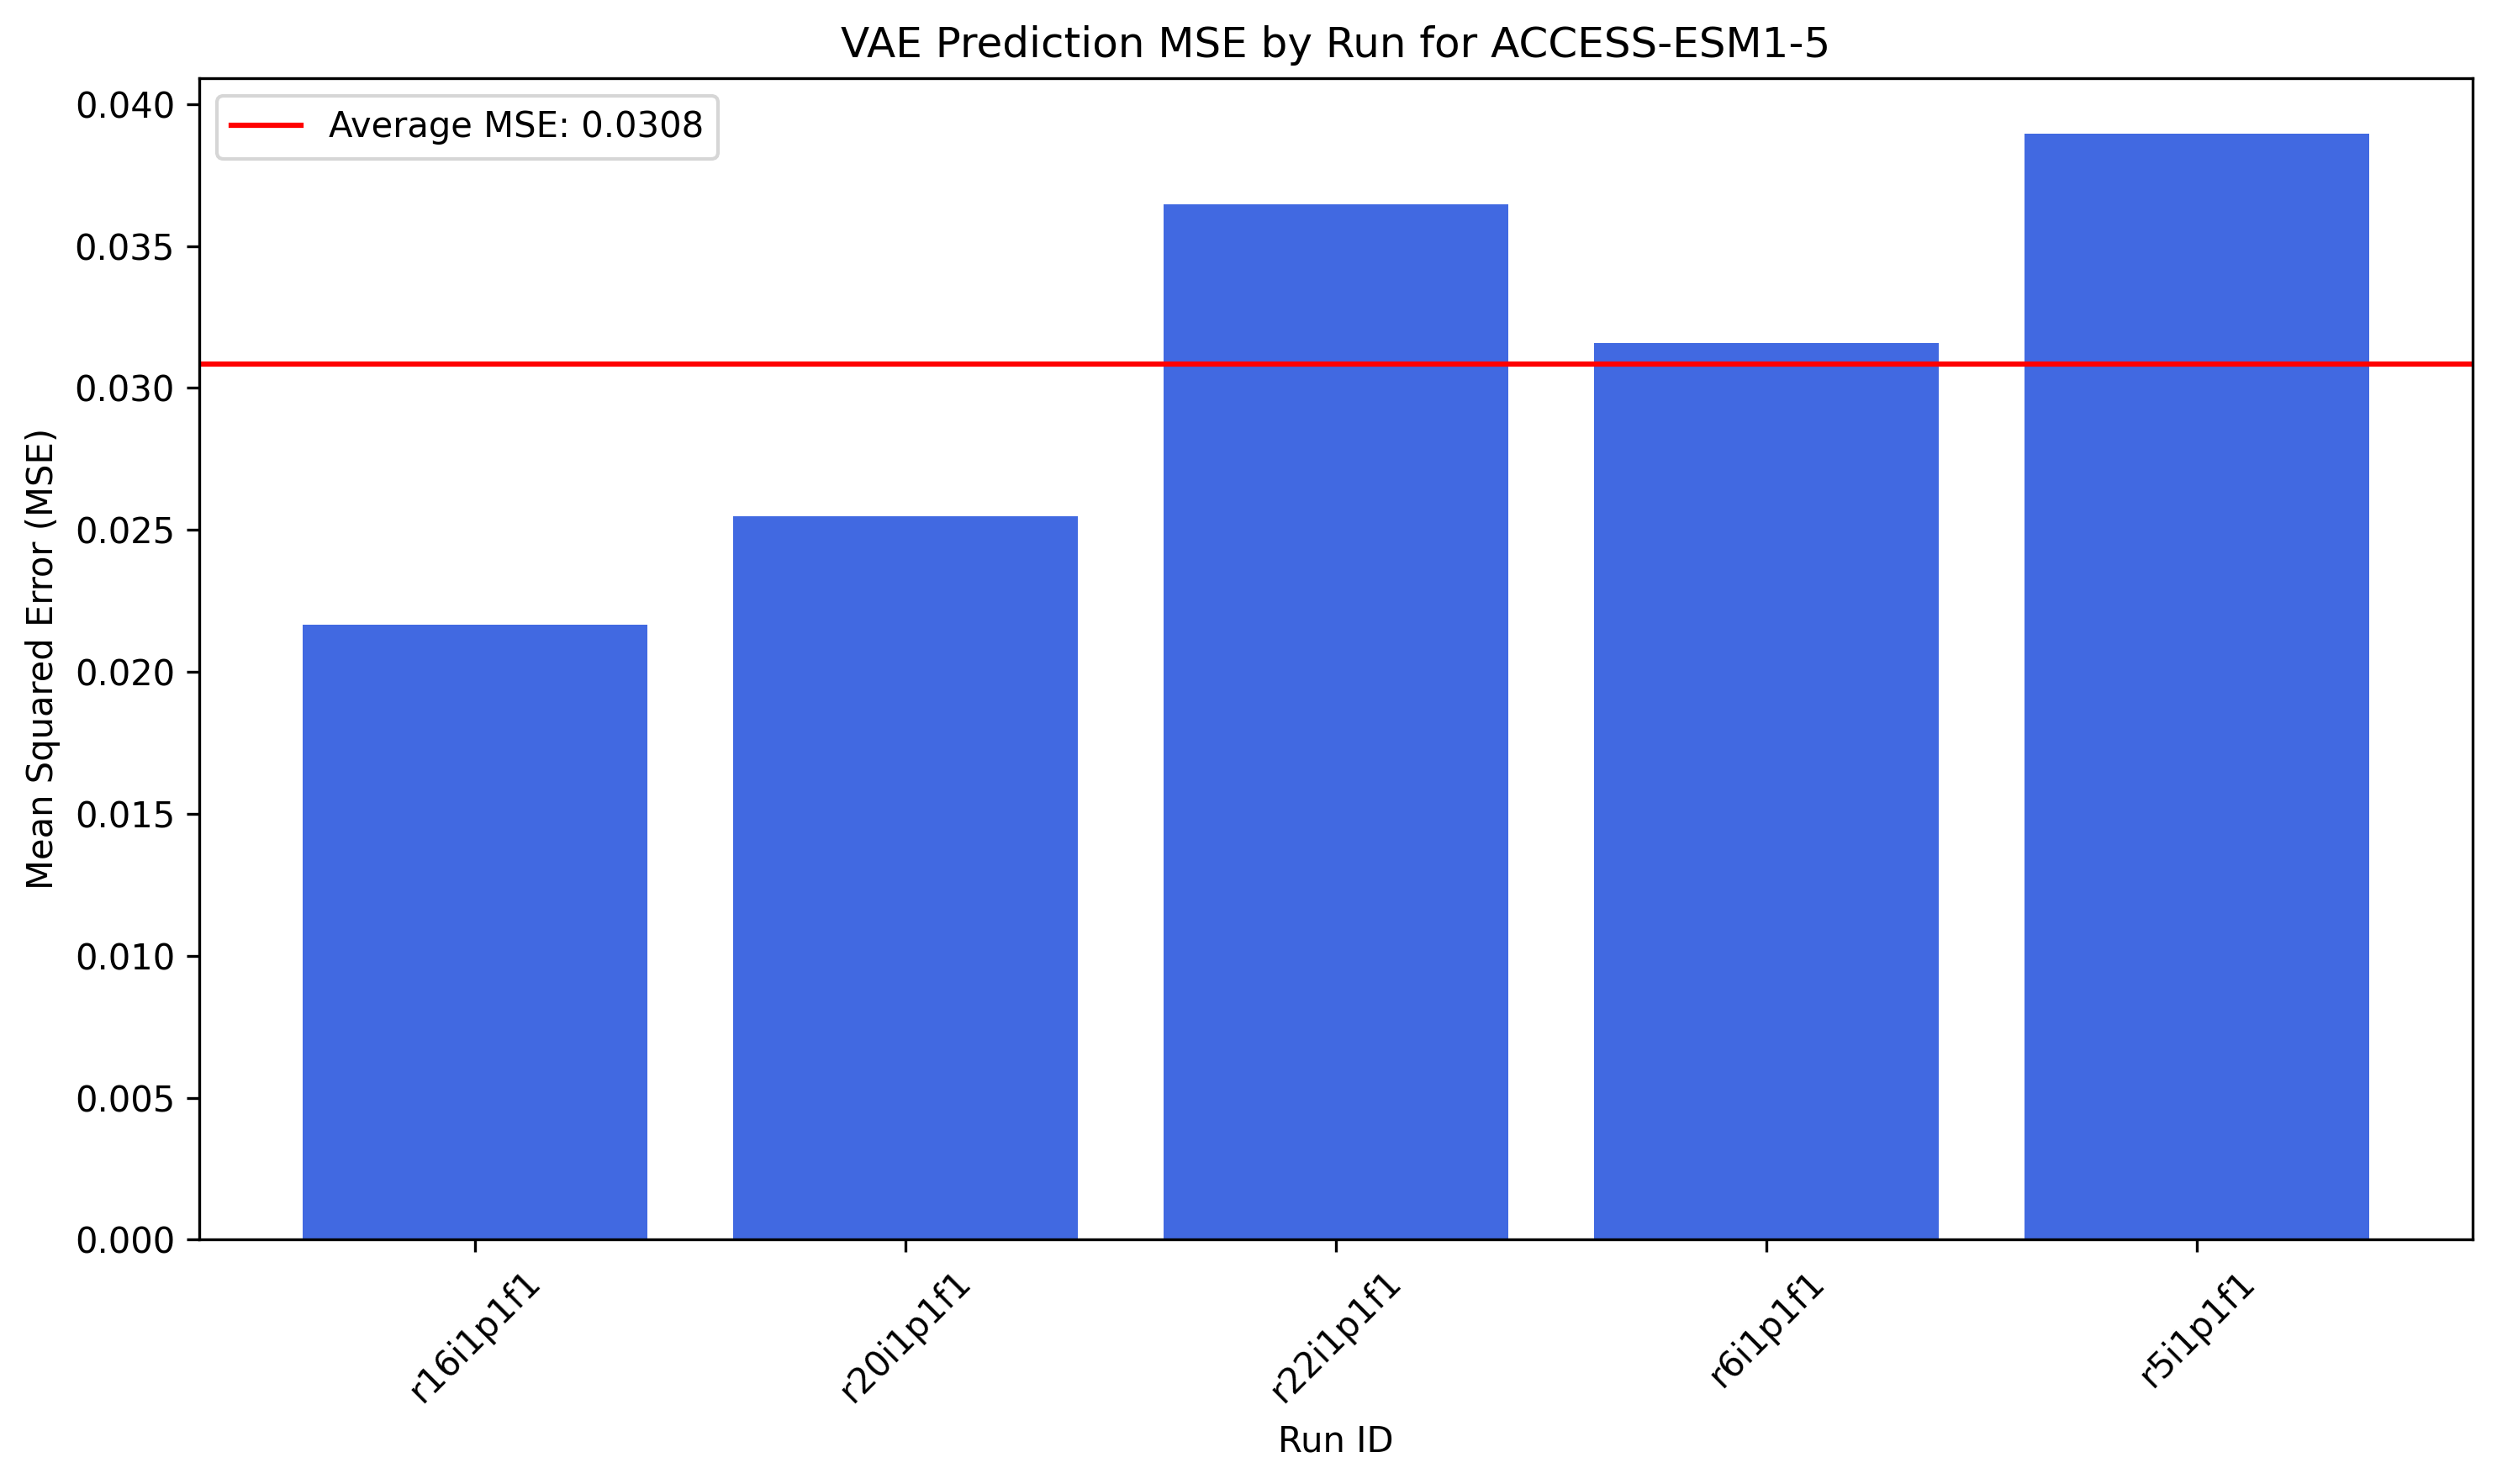 VAE Prediction MSE by Run for ACCESS-ESM1-5
Average MSE: 0.0308
Mean Squared Error (MSE)
0.040
0.035
0.030
0.025
0.020
0.015
0.010
0.005
0.000
r16i1p1f1
r20i1p1f1
r22i1p1f1
r6i1p1f1
r5i1p1f1
Run ID